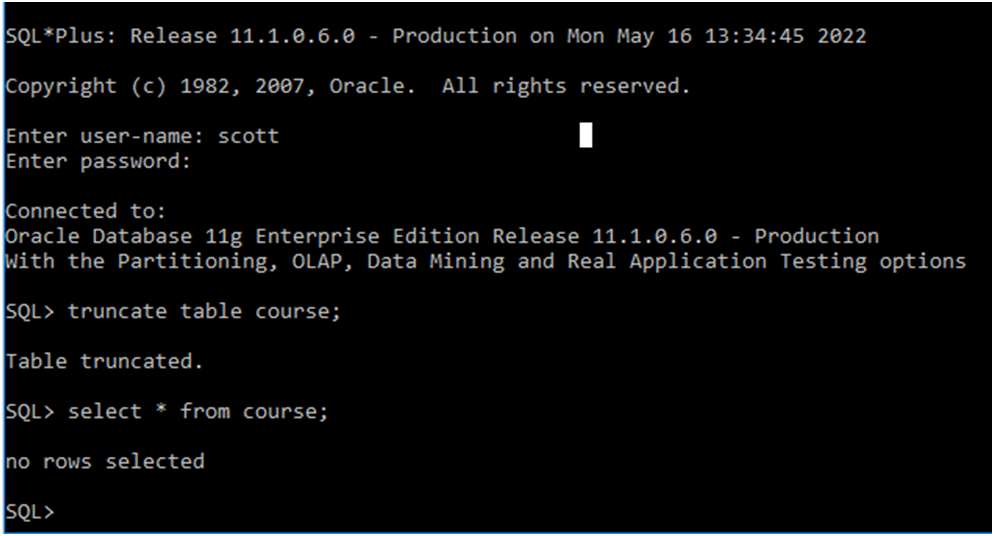 SQL*Plus: Release 11.1.0.6.0 - Production on Mon May 16 13:34:45 2022
Copyright (c) 1982, 2007, Oracle.  All rights reserved.
Enter user-name: scott
Enter password:
Connected to:
Oracle Database 11g Enterprise Edition Release 11.1.0.6.0 - Production
With the Partitioning, OLAP, Data Mining and Real Application Testing options
SQL> truncate table course;
Table truncated.
SQL> select * from course;
no rows selected
SQL>